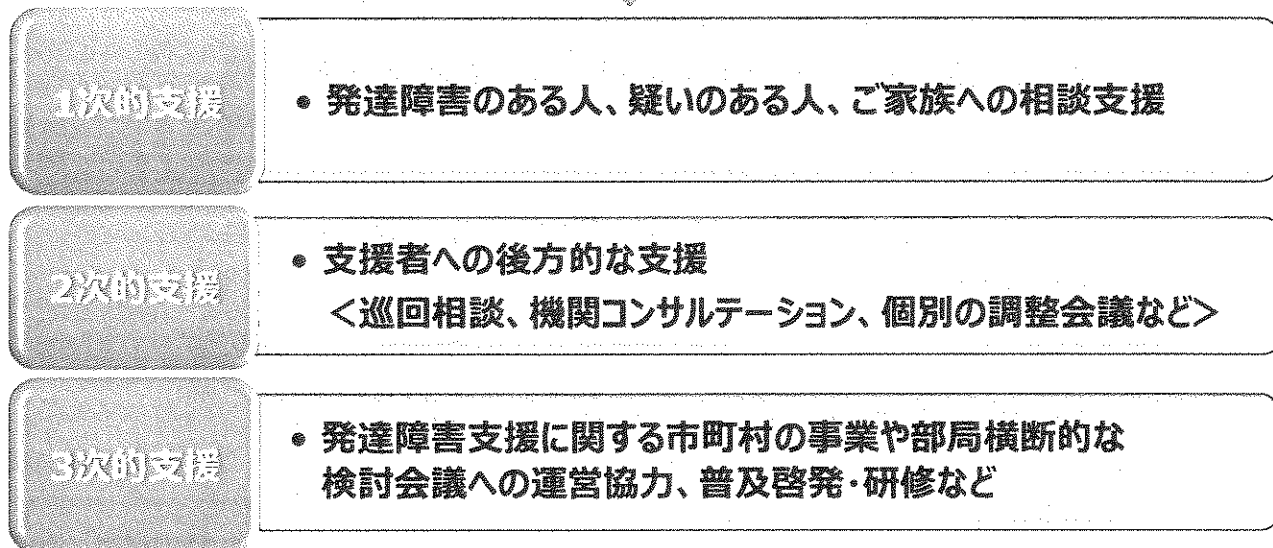 1次的支援
• 発達障害のある人、疑いのある人、ご家族への相談支援
2次的支援
• 支援者への後方的な支援
<巡回相談、機関コンサルテーション、個別の調整会議など>
3次的支援
• 発達障害支援に関する市町村の事業や部局横断的な
検討会議への運営協力、普及啓発・研修など